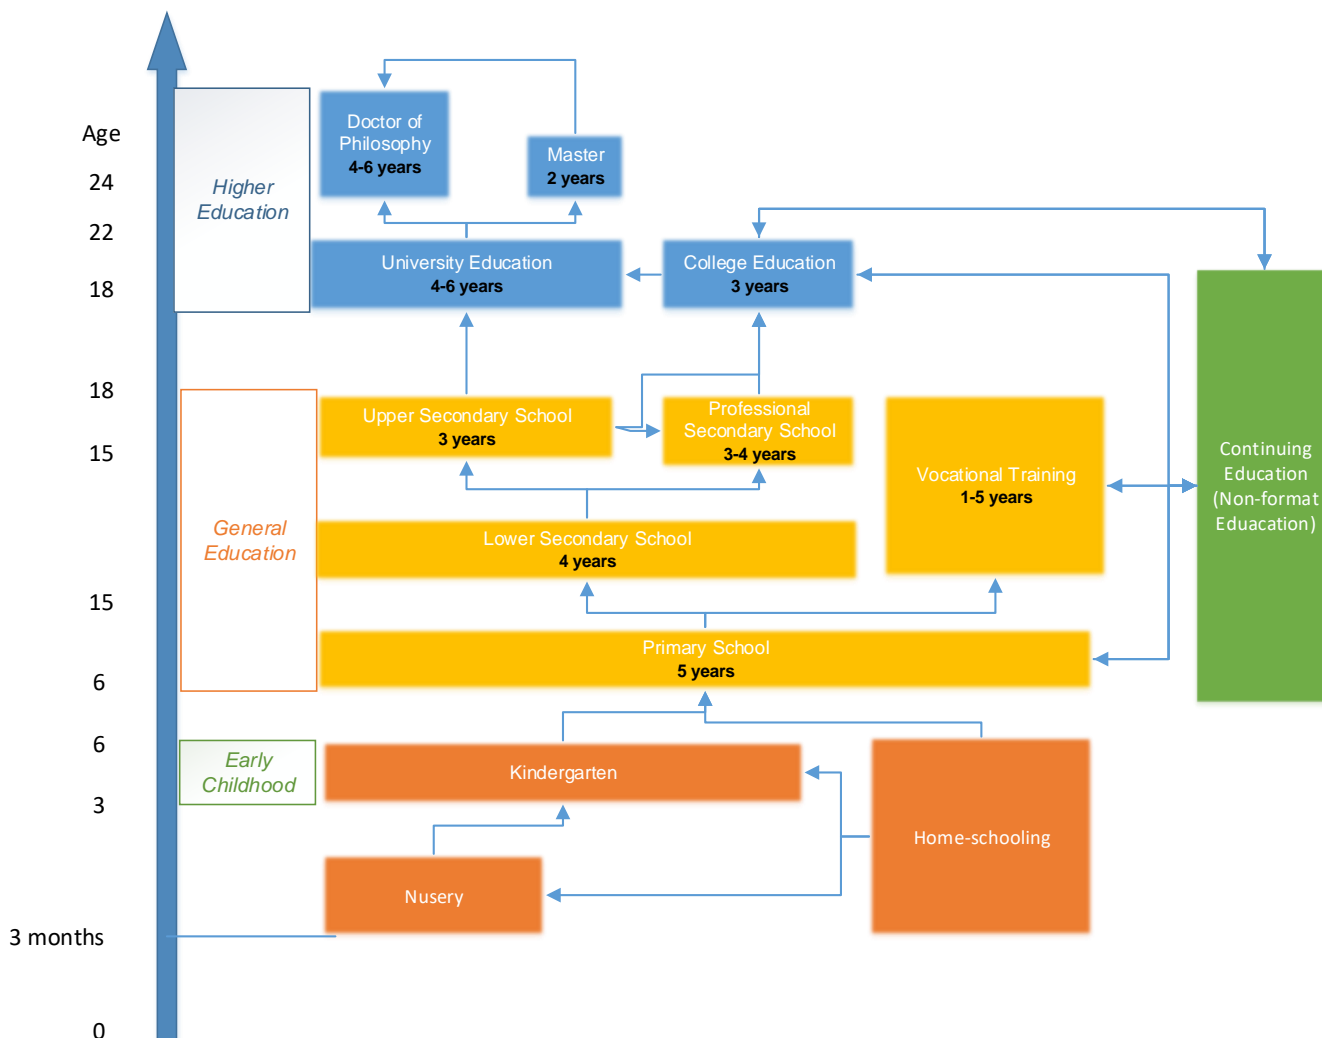 Age
24
22
18
18
15
15
6
6
3
3 months
0
Higher
Education
General
Education
Early
Childhood
Doctor of
Philosophy
4-6 years
Master
2 years
University Education
4-6 years
College Education
3 years
Upper Secondary School
3 years
Professional
Secondary School
3-4 years
Vocational Training
1-5 years
Lower Secondary School
4 years
Primary School
5 years
Kindergarten
Nusery
Home-schooling
Continuing
Education
(Non-format
Eduacation)